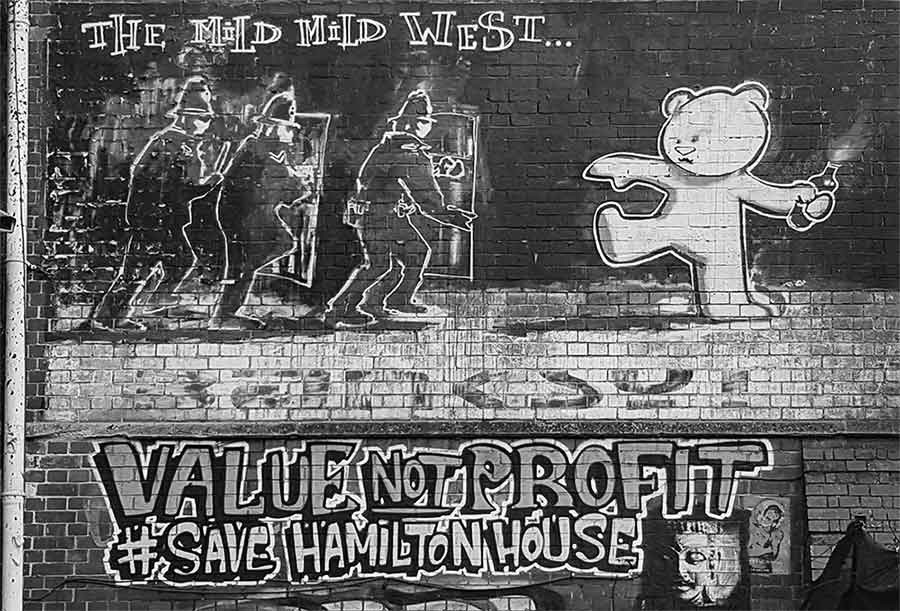 THE MILD MILD WEST...
VALUE NOT PROFIT
#SAVE HAMILTON HOUSE